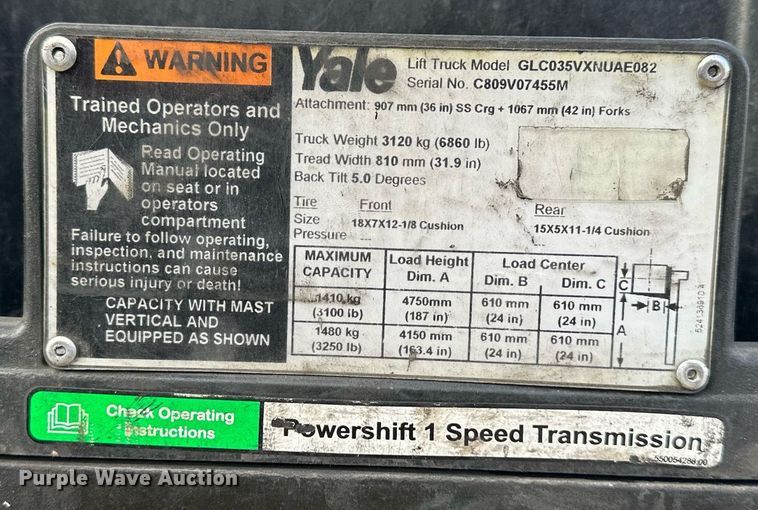 WARNING
Trained Operators and
Mechanics Only
Read Operating
Manual located
on seat or in
operators
compartment
Failure to follow operating,
inspection, and maintenance
instructions can cause
serious injury or death!
CAPACITY WITH MAST
VERTICAL AND
EQUIPPED AS SHOWN
Yale
Lift Truck Model GLC035VXNUAE082
Serial No. C809V07455M
Attachment: 907 mm (36 in) SS Crg + 1067 mm (42 in) Forks
Truck Weight 3120 kg (6860 lb)
Tread Width 810 mm (31.9 in)
Back Tilt 5.0 Degrees
Tire Front Rear
Size 18X7X12-1/8 Cushion 15X5X11-1/4 Cushion
Pressure
MAXIMUM CAPACITY Load Height Dim. A Load Center Dim. B Dim. C
1410 kg 4750mm 610 mm 610 mm
(3100 lb) (187 in) (24 in) (24 in)
1480 kg 4150 mm 610 mm 610 mm
(3250 lb) (163.4 in) (24 in) (24 in)
C
B
A
Check Operating
Instructions
Powershift 1 Speed Transmission
550054288 00
Purple Wave Auction